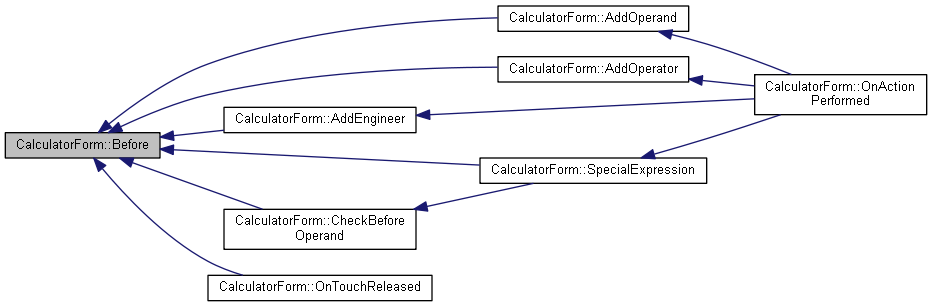 CalculatorForm::AddOperand
CalculatorForm::AddOperator
CalculatorForm::OnAction
Performed
CalculatorForm::AddEngineer
CalculatorForm::Before
CalculatorForm::SpecialExpression
CalculatorForm::CheckBefore
Operand
CalculatorForm::OnTouchReleased